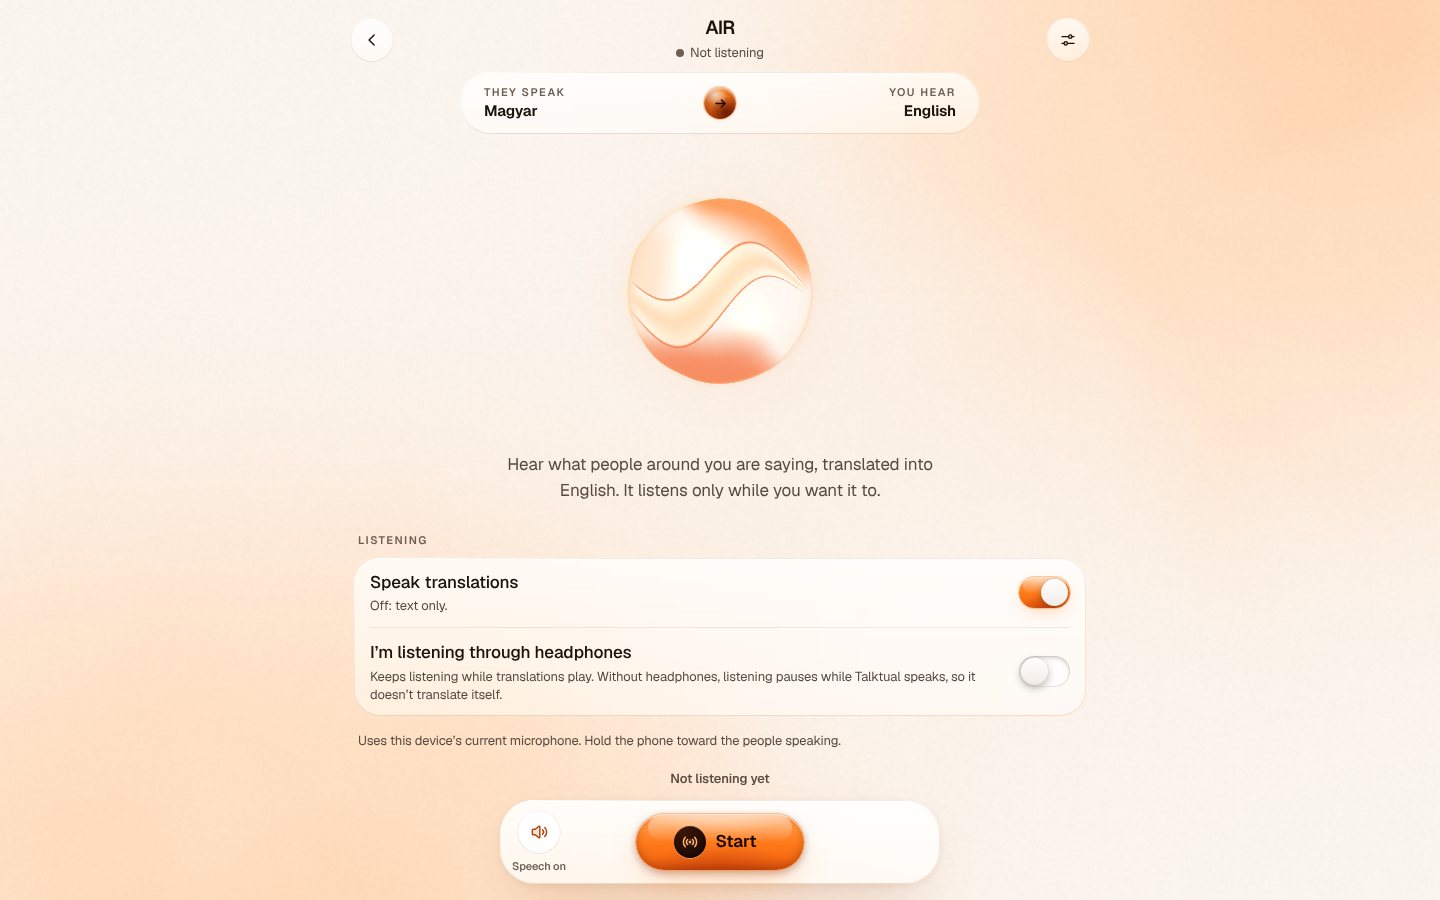 AIR
Not listening
THEY SPEAK
Magyar
YOU HEAR
English
Hear what people around you are saying, translated into
English. It listens only while you want it to.
LISTENING
Speak translations
Off: text only.
I’m listening through headphones
Keeps listening while translations play. Without headphones, listening pauses while Talktual speaks, so it
doesn’t translate itself.
Uses this device’s current microphone. Hold the phone toward the people speaking.
Not listening yet
Speech on
Start